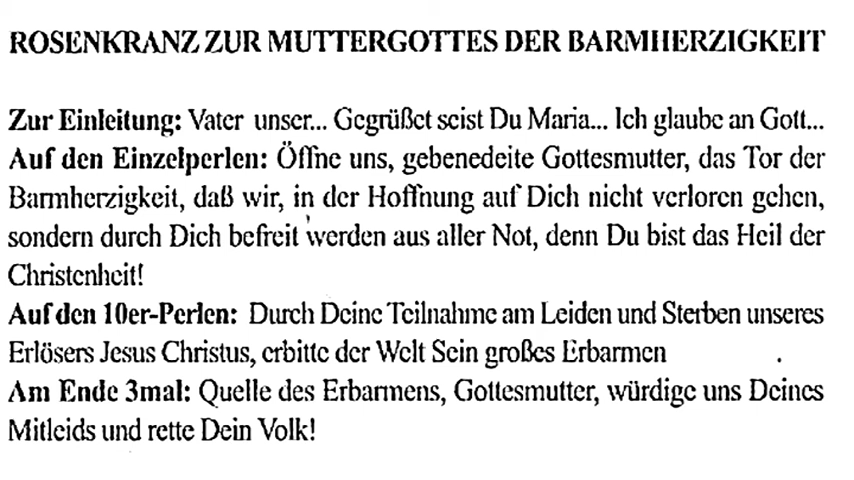 ROSENKRANZ ZUR MUTTERGOTTES DER BARMHERZIGKEIT
Zur Einleitung: Vater unser... Gegrüßet seist Du Maria... Ich glaube an Gott...
Auf den Einzelperlen: Öffne uns, gebenedeite Gottesmutter, das Tor der
Barmherzigkeit, daß wir, in der Hoffnung auf Dich nicht verloren gehen,
sondern durch Dich befreit werden aus aller Not, denn Du bist das Heil der
Christenheit!
Auf den 10er-Perlen: Durch Deine Teilnahme am Leiden und Sterben unseres
Erlösers Jesus Christus, erbitte der Welt Sein großes Erbarmen
Am Ende 3mal: Quelle des Erbarmens, Gottesmutter, würdige uns Deines
Mitleids und rette Dein Volk!